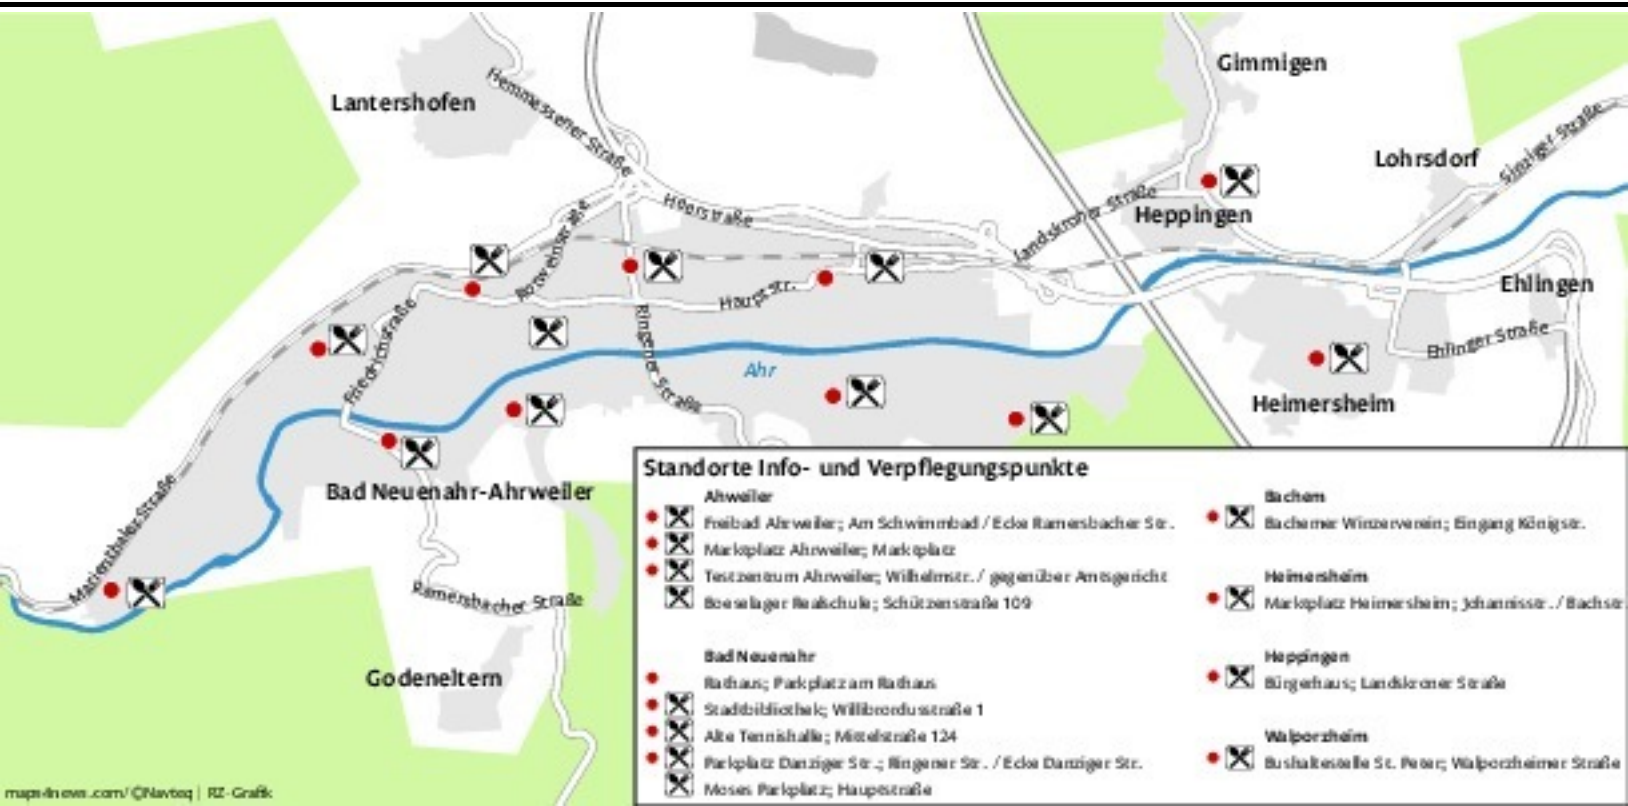 Gimmigen
Lantershofen
Hemmessener Straße
Lohrsdorf
Sinziger Straße
Heerstraße
Landskroner Straße
Heppingen
Rotweinstraße
Hauptstr.
Ehlingen
Friedrichstraße
Ringener Straße
Ahr
Ehlinger Straße
Heimersheim
Bad Neuenahr-Ahrweiler
Marienthaler Straße
Ramersbacher Straße
Godeneltern
Standorte Info- und Verpflegungspunkte
Ahweiler
Freibad Ahrweiler; Am Schwimmbad / Ecke Ramersbacher Str.
Marktplatz Ahrweiler; Marktplatz
Testzentrum Ahrweiler; Wilhelmstr. / gegenüber Amtsgericht
Boeselager Realschule; Schützenstraße 109
Bad Neuenahr
Rathaus; Parkplatz am Rathaus
Stadtbibliothek; Willibrordusstraße 1
Alte Tennishalle; Mittelstraße 124
Parkplatz Danziger Str.; Ringener Str. / Ecke Danziger Str.
Moses Parkplatz; Hauptstraße
Bachem
Bachemer Winzerverein; Eingang Königstr.
Heimersheim
Marktplatz Heimersheim; Johannisstr. / Bachstr.
Heppingen
Bürgerhaus; Landskroner Straße
Walporzheim
Bushaltestelle St. Peter; Walporzheimer Straße
maps4news.com/©Navteq | RZ-Grafik